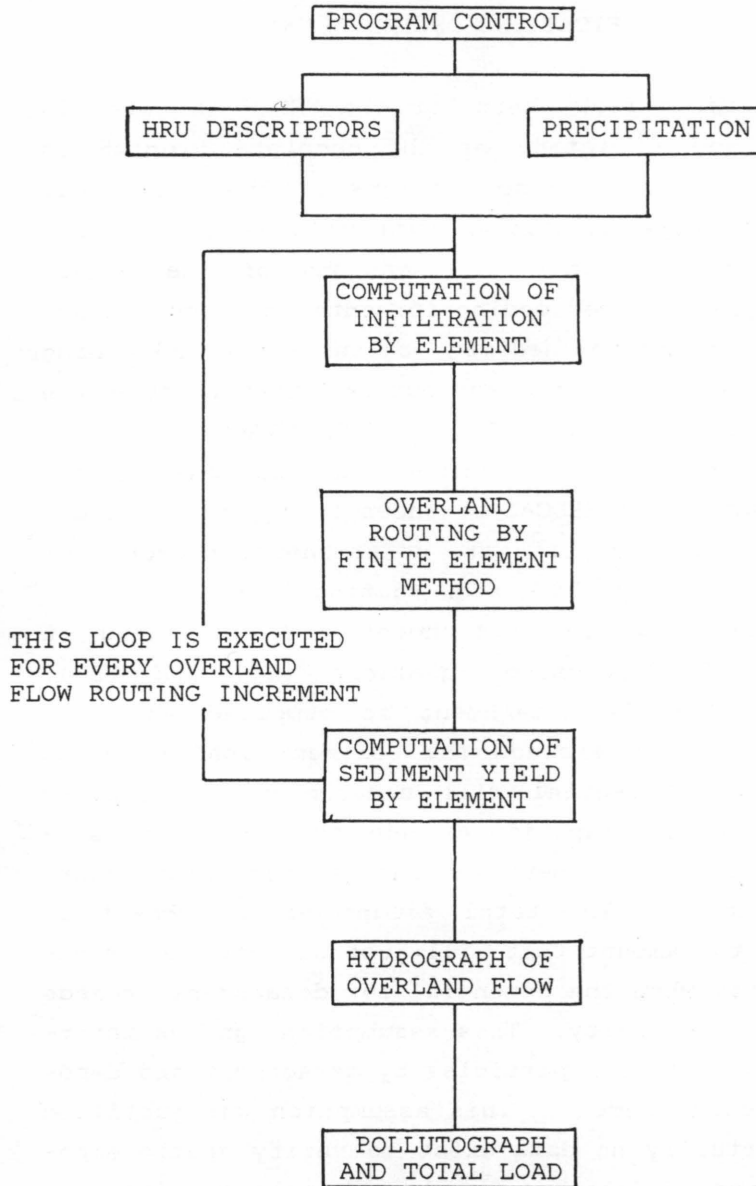 PROGRAM CONTROL
HRU DESCRIPTORS
PRECIPITATION
COMPUTATION OF
INFILTRATION
BY ELEMENT
OVERLAND
ROUTING BY
FINITE ELEMENT
METHOD
THIS LOOP IS EXECUTED
FOR EVERY OVERLAND
FLOW ROUTING INCREMENT
COMPUTATION OF
SEDIMENT YIELD
BY ELEMENT
HYDROGRAPH OF
OVERLAND FLOW
POLLUTOGRAPH
AND TOTAL LOAD